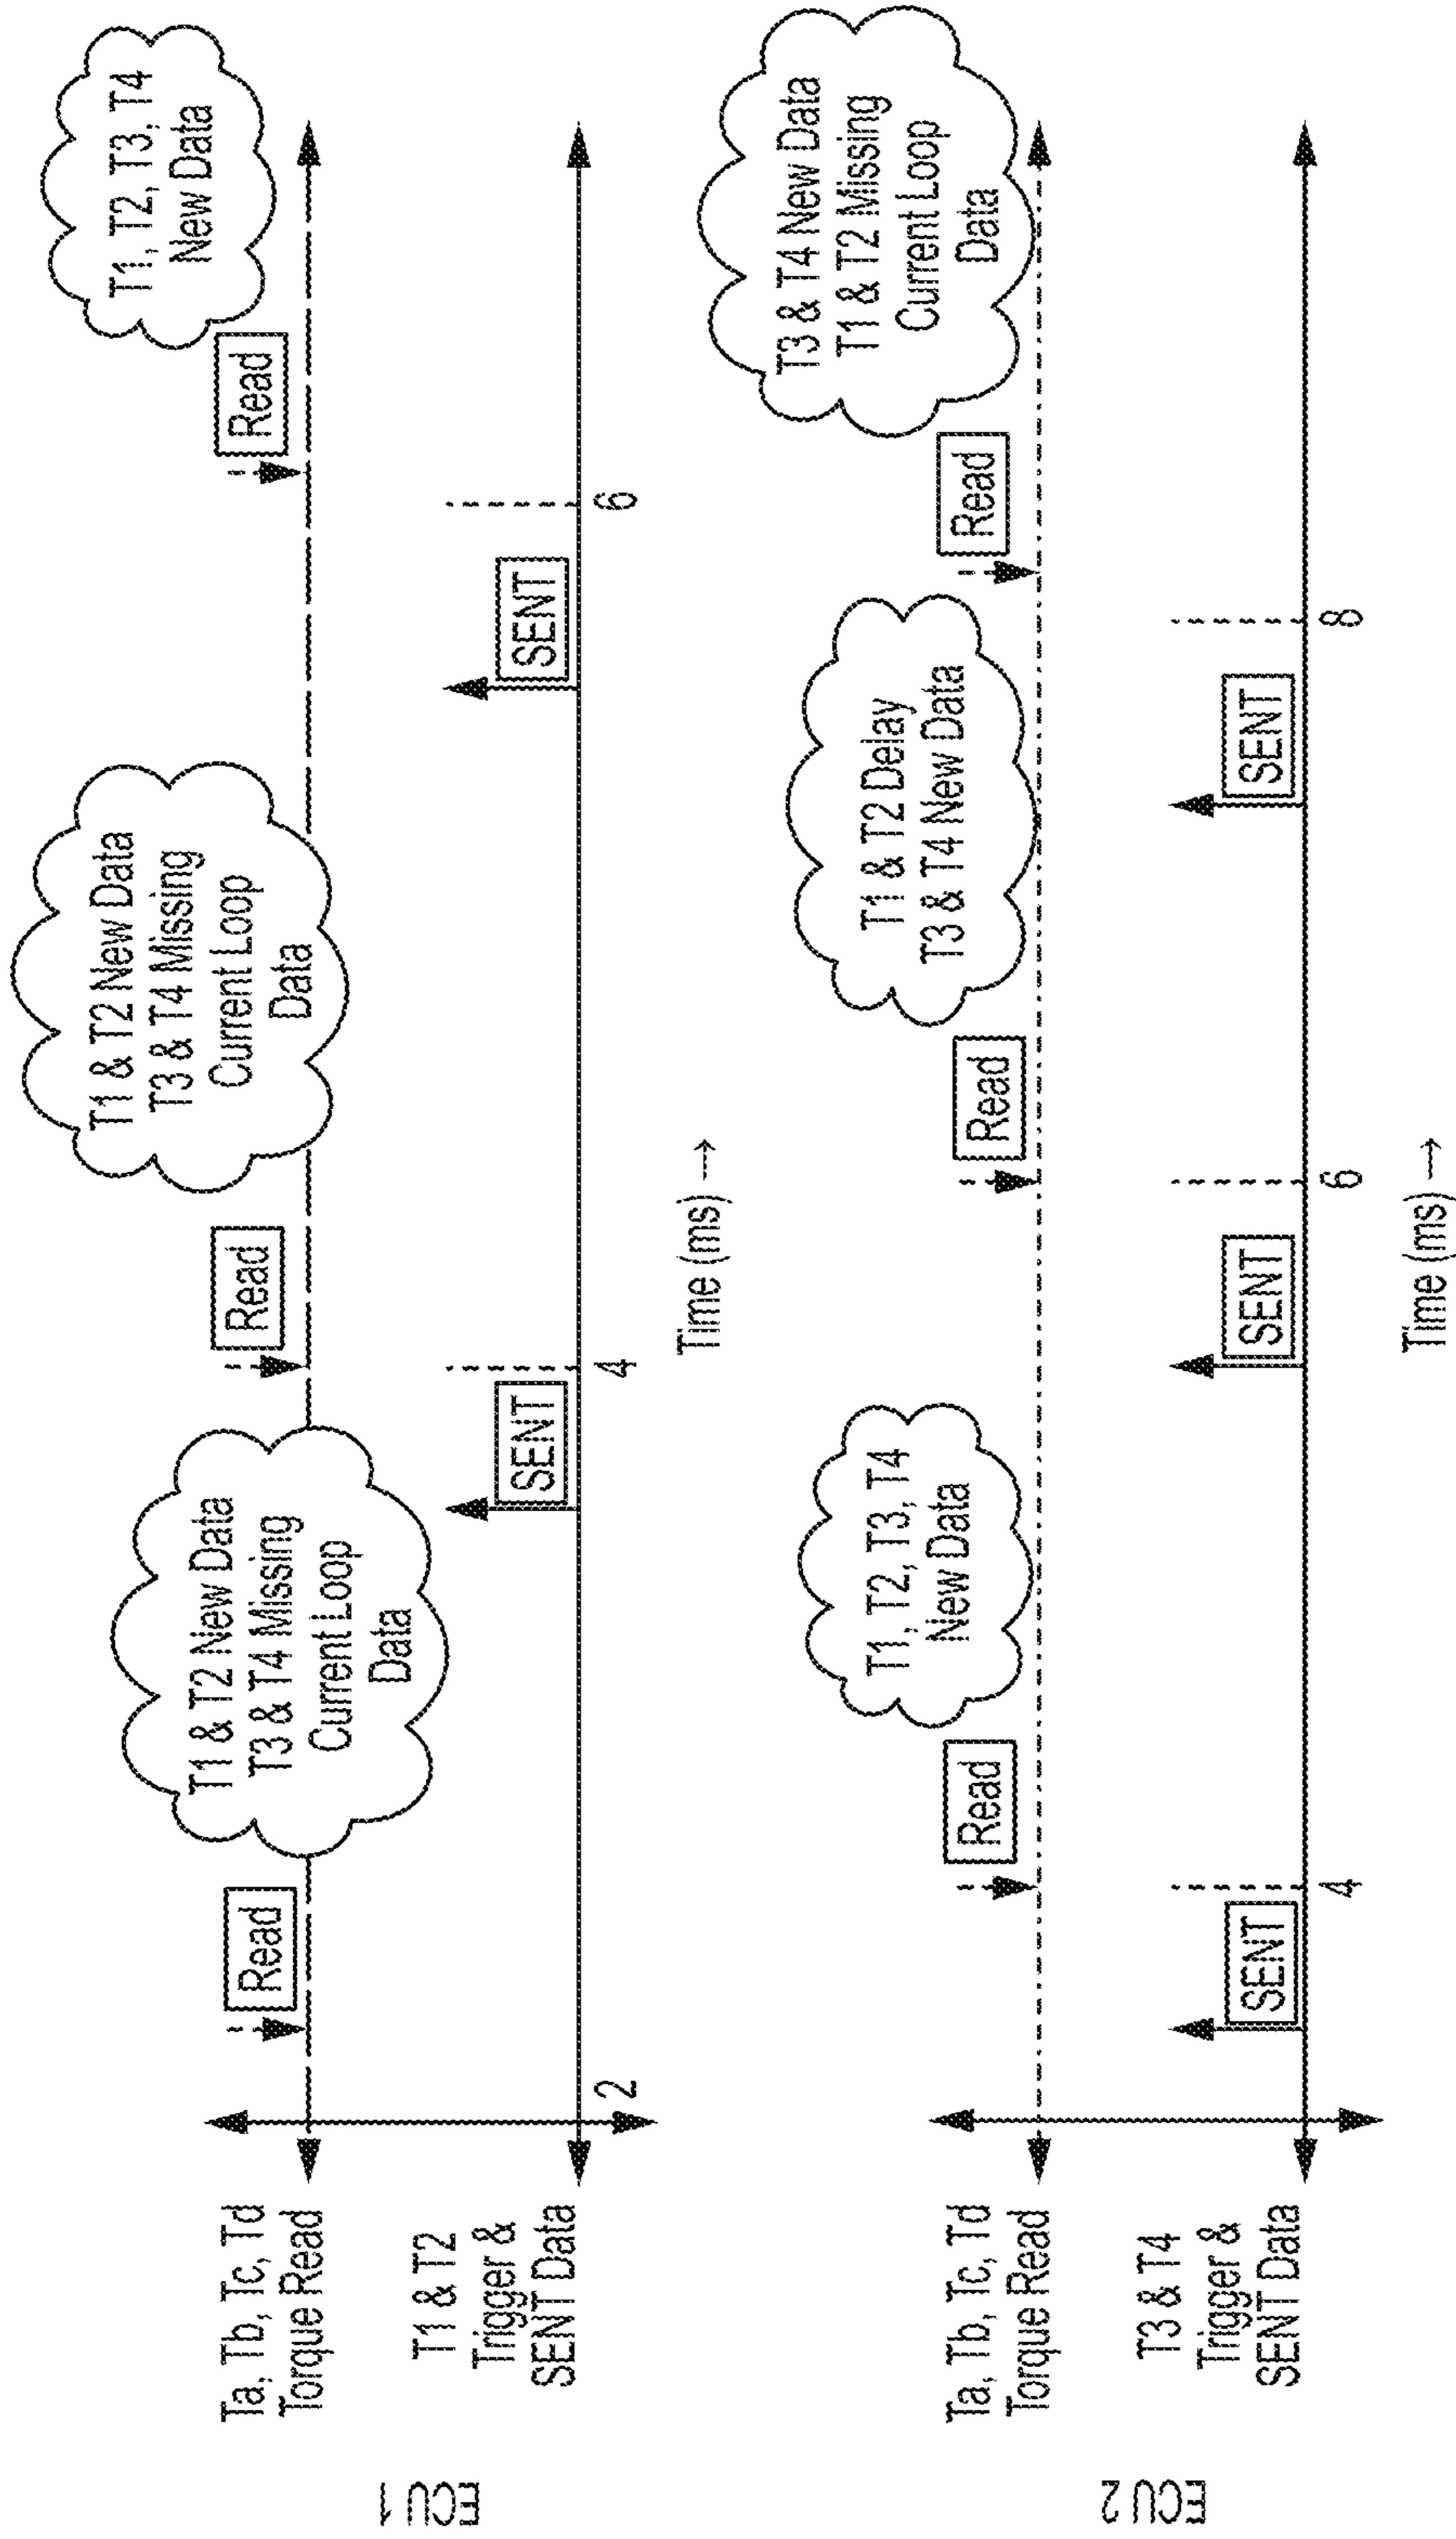 ECU 1
Ta, Tb, Tc, Td
Torque Read
Read
T1 & T2 New Data
T3 & T4 Missing
Current Loop
Data
Read
T1 & T2 New Data
T3 & T4 Missing
Current Loop
Data
Read
T1, T2, T3, T4
New Data
T1 & T2
Trigger &
SENT Data
SENT
SENT
2
4
6
Time (ms) →
ECU 2
Ta, Tb, Tc, Td
Torque Read
Read
T1, T2, T3, T4
New Data
Read
T1 & T2 Delay
T3 & T4 New Data
Read
T3 & T4 New Data
T1 & T2 Missing
Current Loop
Data
T3 & T4
Trigger &
SENT Data
SENT
SENT
SENT
4
6
8
Time (ms) →